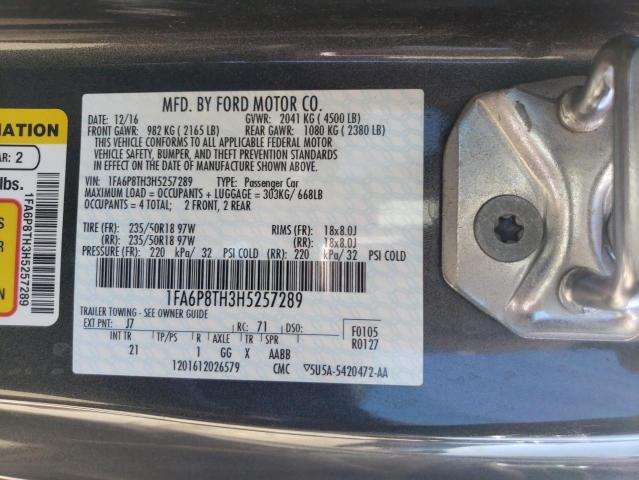 MATION
AR: 2
lbs.
1FA6P8TH3H5257289
MFD. BY FORD MOTOR CO.
DATE: 12/16 GVWR: 2041 KG ( 4500 LB)
FRONT GAWR: 982 KG ( 2165 LB) REAR GAWR: 1080 KG ( 2380 LB)
THIS VEHICLE CONFORMS TO ALL APPLICABLE FEDERAL MOTOR
VEHICLE SAFETY, BUMPER, AND THEFT PREVENTION STANDARDS
IN EFFECT ON THE DATE OF MANUFACTURE SHOWN ABOVE.
VIN: 1FA6P8TH3H5257289 TYPE: Passenger Car
MAXIMUM LOAD = OCCUPANTS + LUGGAGE = 303KG/ 668LB
OCCUPANTS = 4 TOTAL; 2 FRONT, 2 REAR
TIRE (FR): 235/50R18 97W RIMS (FR): 18x8.0J
(RR): 235/50R18 97W (RR): 18x8.0J
PRESSURE (FR): 220 kPa/ 32 PSI COLD (RR): 220 kPa/ 32 PSI COLD
1FA6P8TH3H5257289
TRAILER TOWING - SEE OWNER GUIDE
EXT PNT: J7 RC: 71 DSO: F0105
R0127
INT TR TP/PS R AXLE TR SPR
21 1 GG X AABB
1201612026579 CMC ▼5U5A-5420472-AA